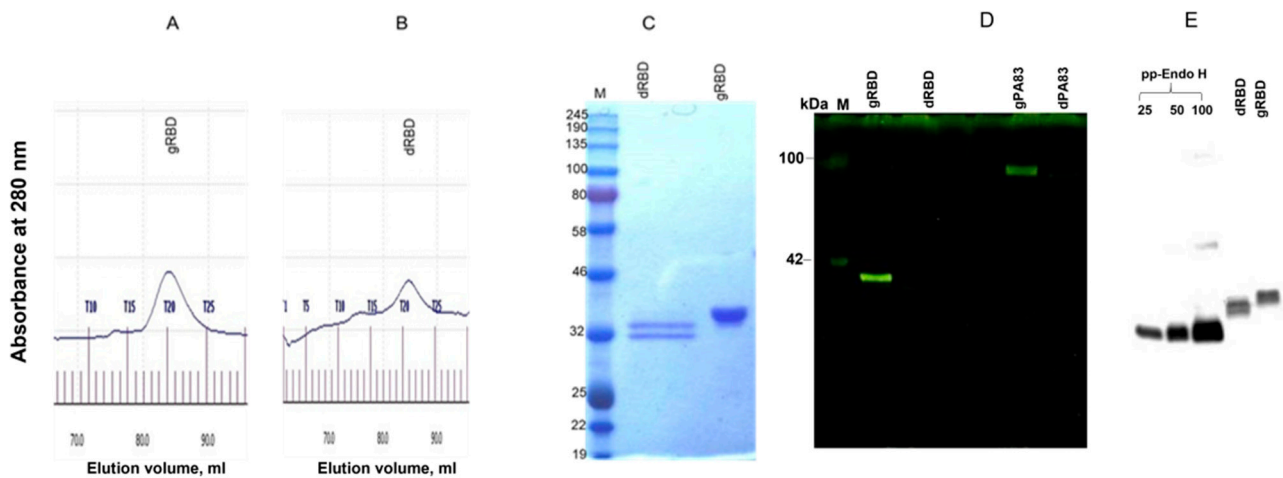 A
B
C
D
E
Absorbance at 280 nm
gRBD
T10
T15
T20
T25
70.0
80.0
90.0
Elution volume, ml
dRBD
T5
T10
T15
T20
T25
70.0
80.0
90.0
Elution volume, ml
M
dRBD
gRBD
245
190
135
100
80
58
46
32
25
22
19
kDa M
gRBD
dRBD
gPA83
dPA83
100
42
pp-Endo H
25 50 100
dRBD
gRBD